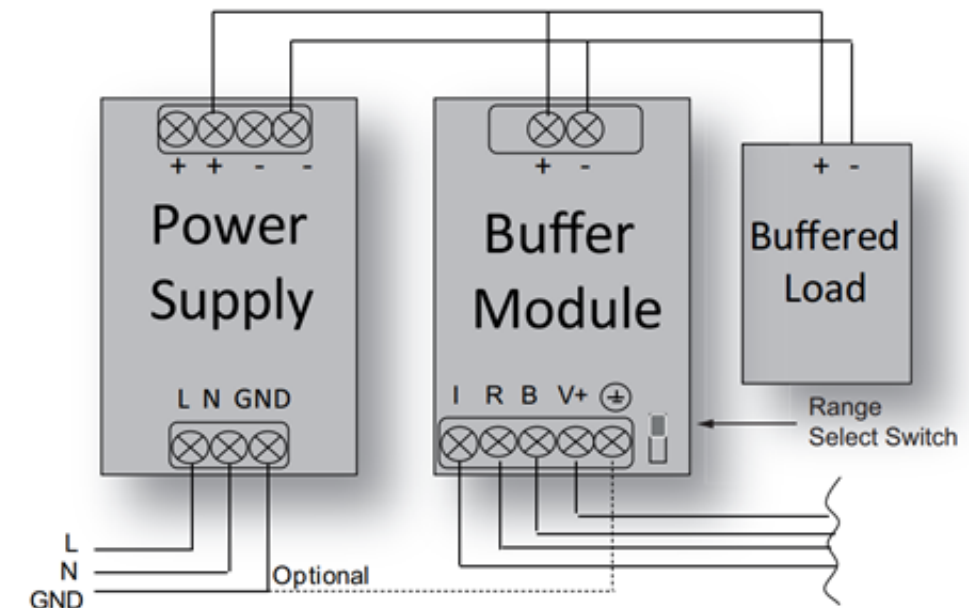 + + - -
Power
Supply
L N GND
+ -
Buffer
Module
I R B V+
+ -
Buffered
Load
Range
Select Switch
L
N
GND
Optional